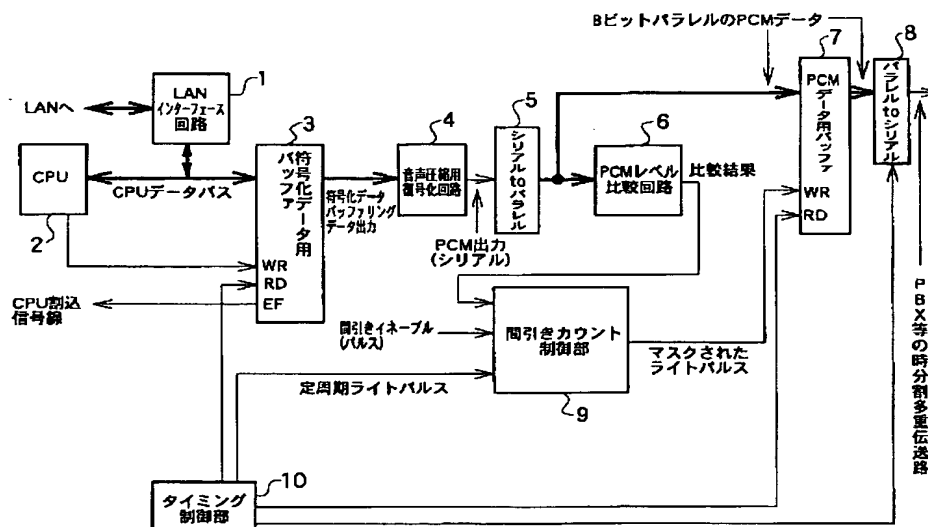 BビットパラレルのPCMデータ
7
8
1
LAN
インターフェース
回路
LANへ
5
PCM
データ用バッファ
パラレルtoシリアル
3
4
シリアルtoパラレル
6
CPU
符号化データ用
バッファ
音声圧縮用
復号化回路
PCMレベル
比較回路
比較結果
CPUデータバス
符号化データ
バッファリング
データ出力
WR
RD
2
PCM出力
(シリアル)
WR
RD
EF
CPU割込
信号線
間引きイネーブル
(パルス)
間引きカウント
制御部
マスクされた
ライトパルス
PBX等の時分割多重伝送路
定周期ライトパルス
9
10
タイミング
制御部